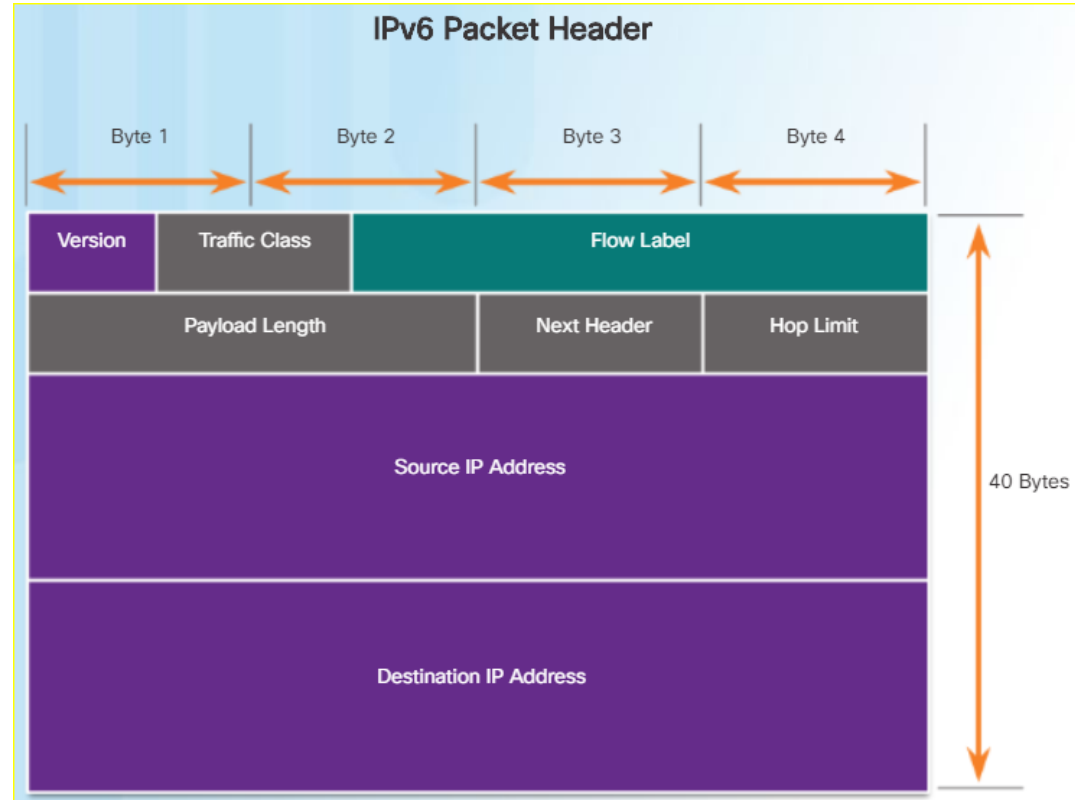 IPv6 Packet Header
Byte 1 Byte 2 Byte 3 Byte 4
Version Traffic Class Flow Label
Payload Length Next Header Hop Limit
Source IP Address
40 Bytes
Destination IP Address